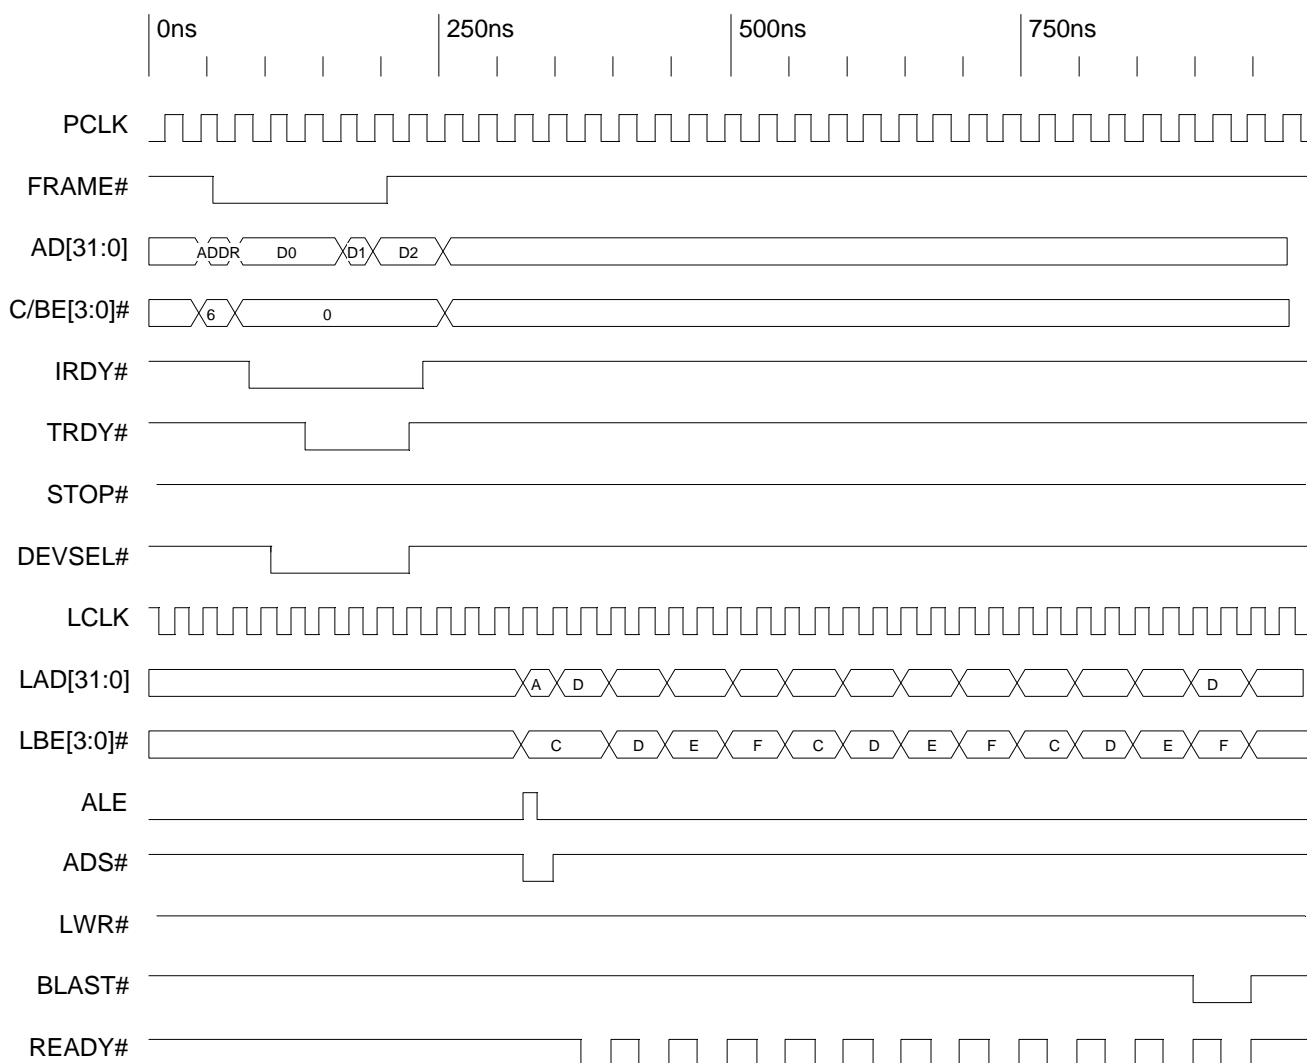 0ns 250ns 500ns 750ns
PCLK
FRAME#
AD[31:0] ADDR D0 D1 D2
C/BE[3:0]# 6 0
IRDY#
TRDY#
STOP#
DEVSEL#
LCLK
LAD[31:0] A D D
LBE[3:0]# C D E F C D E F C D E F
ALE
ADS#
LWR#
BLAST#
READY#